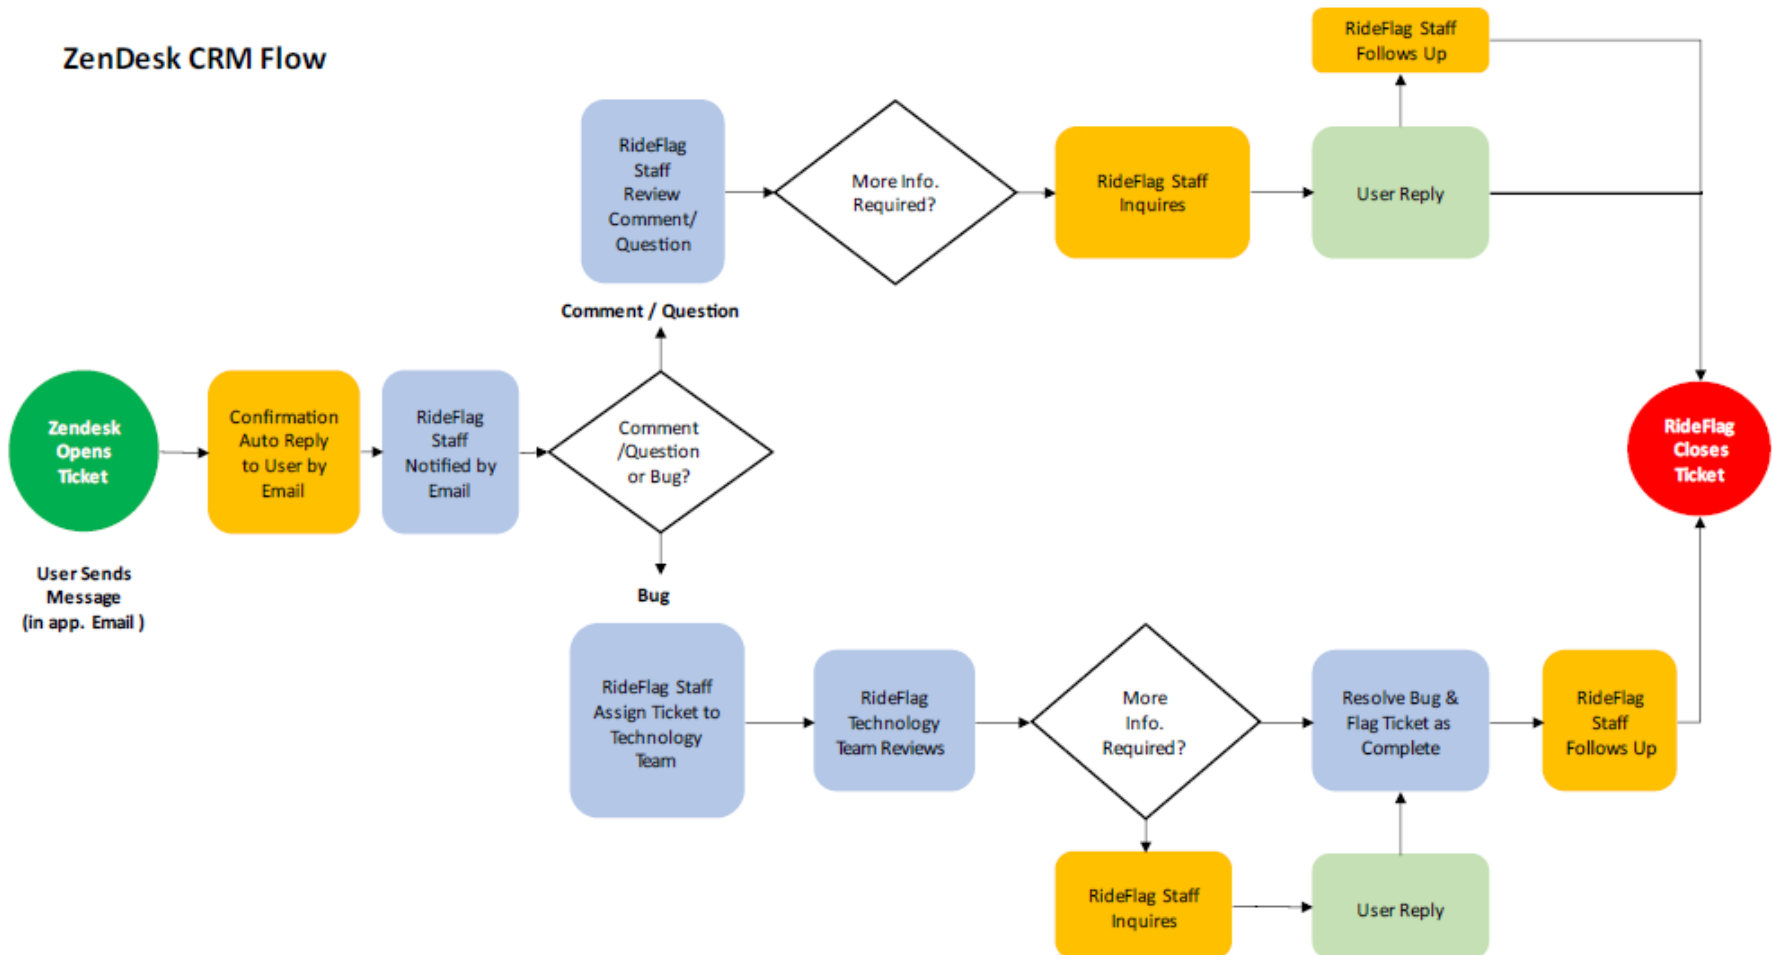 ZenDesk CRM Flow
RideFlag Staff
Follows Up
RideFlag
Staff
Review
Comment/
Question
More Info.
Required?
RideFlag Staff
Inquires
User Reply
Comment / Question
Zendesk
Opens
Ticket
Confirmation
Auto Reply
to User by
Email
RideFlag
Staff
Notified by
Email
Comment
/Question
or Bug?
RideFlag
Closes
Ticket
User Sends
Message
(in app. Email )
Bug
RideFlag Staff
Assign Ticket to
Technology
Team
RideFlag
Technology
Team Reviews
More
Info.
Required?
Resolve Bug &
Flag Ticket as
Complete
RideFlag
Staff
Follows Up
RideFlag Staff
Inquires
User Reply